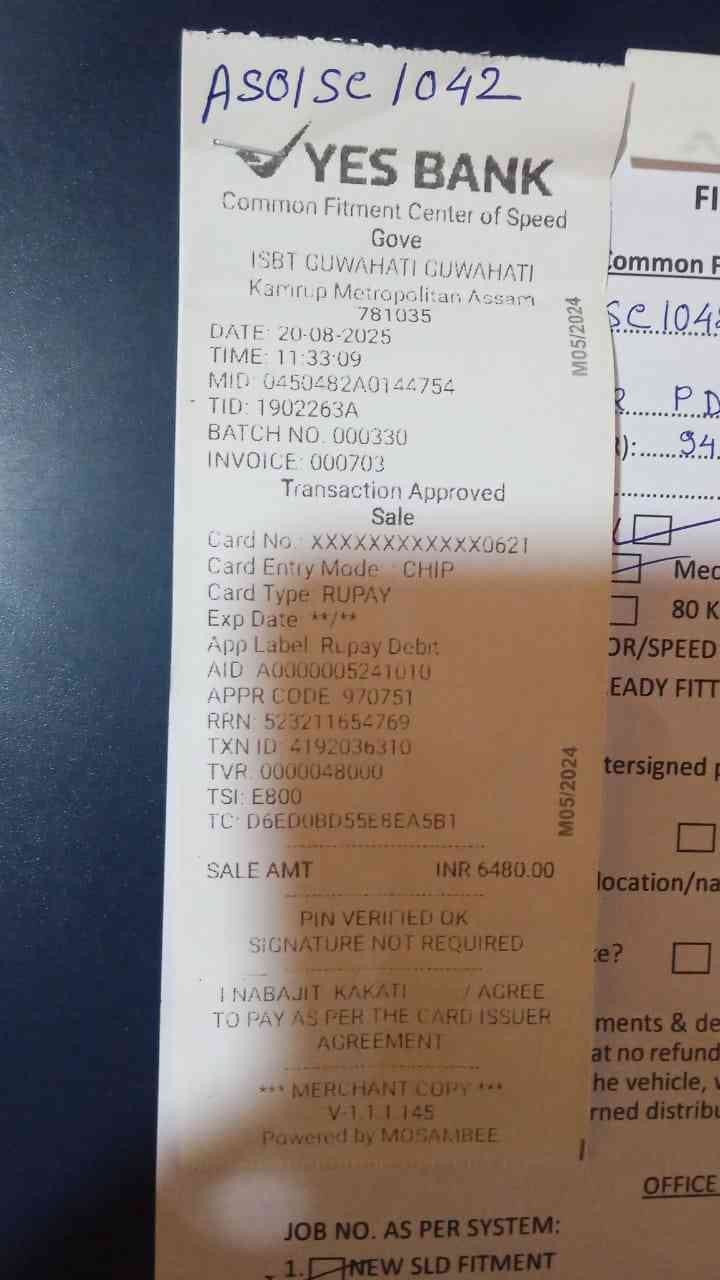 AS01SC1042
YES BANK
Common Fitment Center of Speed
Gove
ISBT GUWAHATI GUWAHATI
Kamrup Metropolitan Assam
781035
DATE: 20-08-2025
TIME: 11:33:09
MID: 0450482A0144754
TID: 1902263A
BATCH NO. 000330
INVOICE: 000703
Transaction Approved
Sale
Card No.: XXXXXXXXXXXX0621
Card Entry Mode : CHIP
Card Type: RUPAY
Exp Date: **/**
App Label: Rupay Debit
AID: A0000005241010
APPR CODE: 970751
RRN: 523211654769
TXN ID: 4192036310
TVR: 0000048000
TSI: E800
TC: D6ED0BD55E8EA5B1
SALE AMT INR 6480.00
PIN VERIFIED OK
SIGNATURE NOT REQUIRED
I NABAJIT KAKATI / AGREE
TO PAY AS PER THE CARD ISSUER
AGREEMENT
*** MERCHANT COPY ***
V-1.1.1.145
Powered by MOSAMBEE
M05/2024
M05/2024
FI
Common F
SC1042
R PD
): 94
Med
80 K
OR/SPEED
EADY FITT
tersigned p
location/na
te?
ments & de
at no refund
he vehicle, v
rned distribu
OFFICE
JOB NO. AS PER SYSTEM:
1. NEW SLD FITMENT